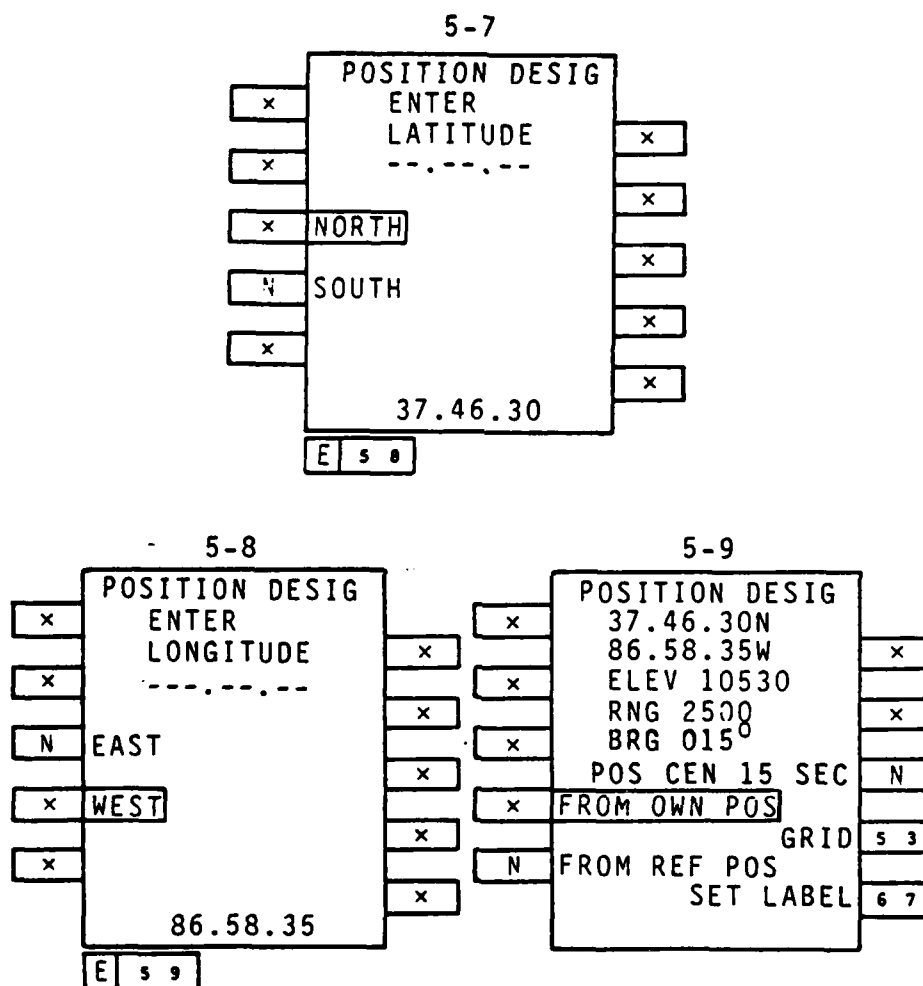 5-7
POSITION DESIG
× ENTER
LATITUDE ×
× --.--.--
×
× NORTH
×
N SOUTH
×
×
×
37.46.30
E 5 8
5-8
POSITION DESIG
× ENTER
LONGITUDE ×
× ---.--.--
×
N EAST
×
× WEST
×
×
×
86.58.35
E 5 9
5-9
POSITION DESIG
× 37.46.30N
86.58.35W ×
× ELEV 10530
RNG 2500 ×
× BRG 015°
POS CEN 15 SEC N
× FROM OWN POS
GRID 5 3
N FROM REF POS
SET LABEL 6 7